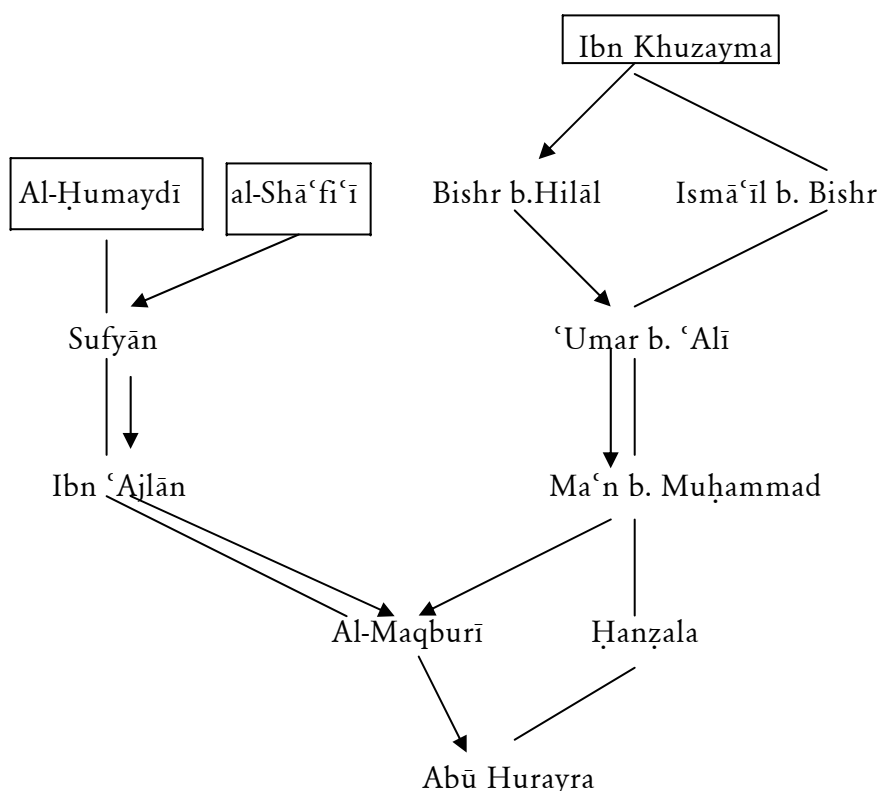 Ibn Khuzayma
Al-Ḥumaydī al-Shāʿfiʿī Bishr b.Hilāl Ismāʿīl b. Bishr
Sufyān ʿUmar b. ʿAlī
Ibn ʿAjlān Maʿn b. Muḥammad
Al-Maqburī Ḥanẓala
Abū Hurayra